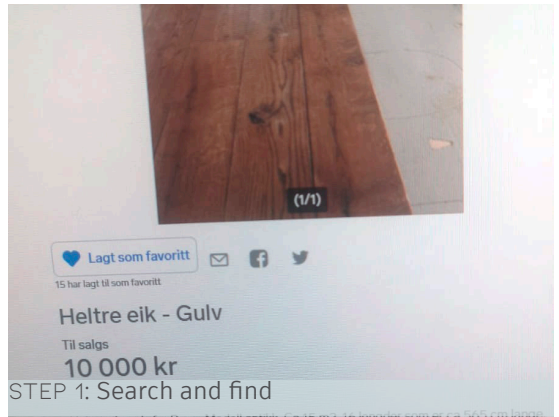 (1/1)
Lagt som favoritt
15 har lagt til som favoritt
Heltre eik - Gulv
Til salgs
10 000 kr
STEP 1: Search and find